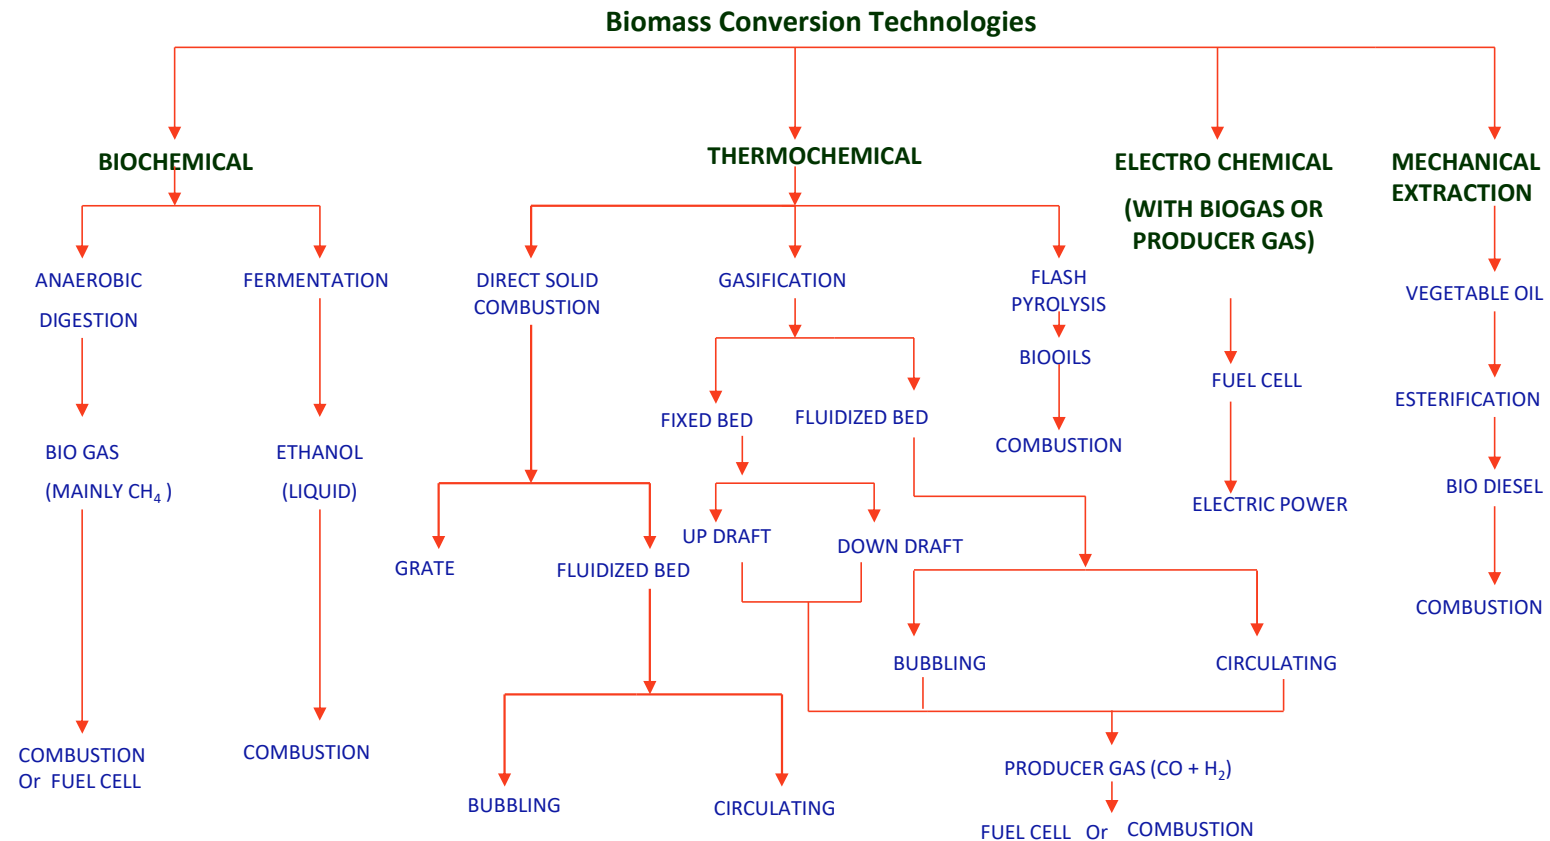 Biomass Conversion Technologies
BIOCHEMICAL
THERMOCHEMICAL
ELECTRO CHEMICAL
(WITH BIOGAS OR
PRODUCER GAS)
MECHANICAL
EXTRACTION
ANAEROBIC
DIGESTION
FERMENTATION
DIRECT SOLID
COMBUSTION
GASIFICATION
FLASH
PYROLYSIS
BIOOILS
COMBUSTION
VEGETABLE OIL
FUEL CELL
ESTERIFICATION
FIXED BED
FLUIDIZED BED
BIO GAS
(MAINLY CH₄ )
ETHANOL
(LIQUID)
ELECTRIC POWER
BIO DIESEL
UP DRAFT
DOWN DRAFT
GRATE
FLUIDIZED BED
COMBUSTION
BUBBLING
CIRCULATING
COMBUSTION
Or FUEL CELL
COMBUSTION
BUBBLING
CIRCULATING
PRODUCER GAS (CO + H₂)
FUEL CELL Or COMBUSTION